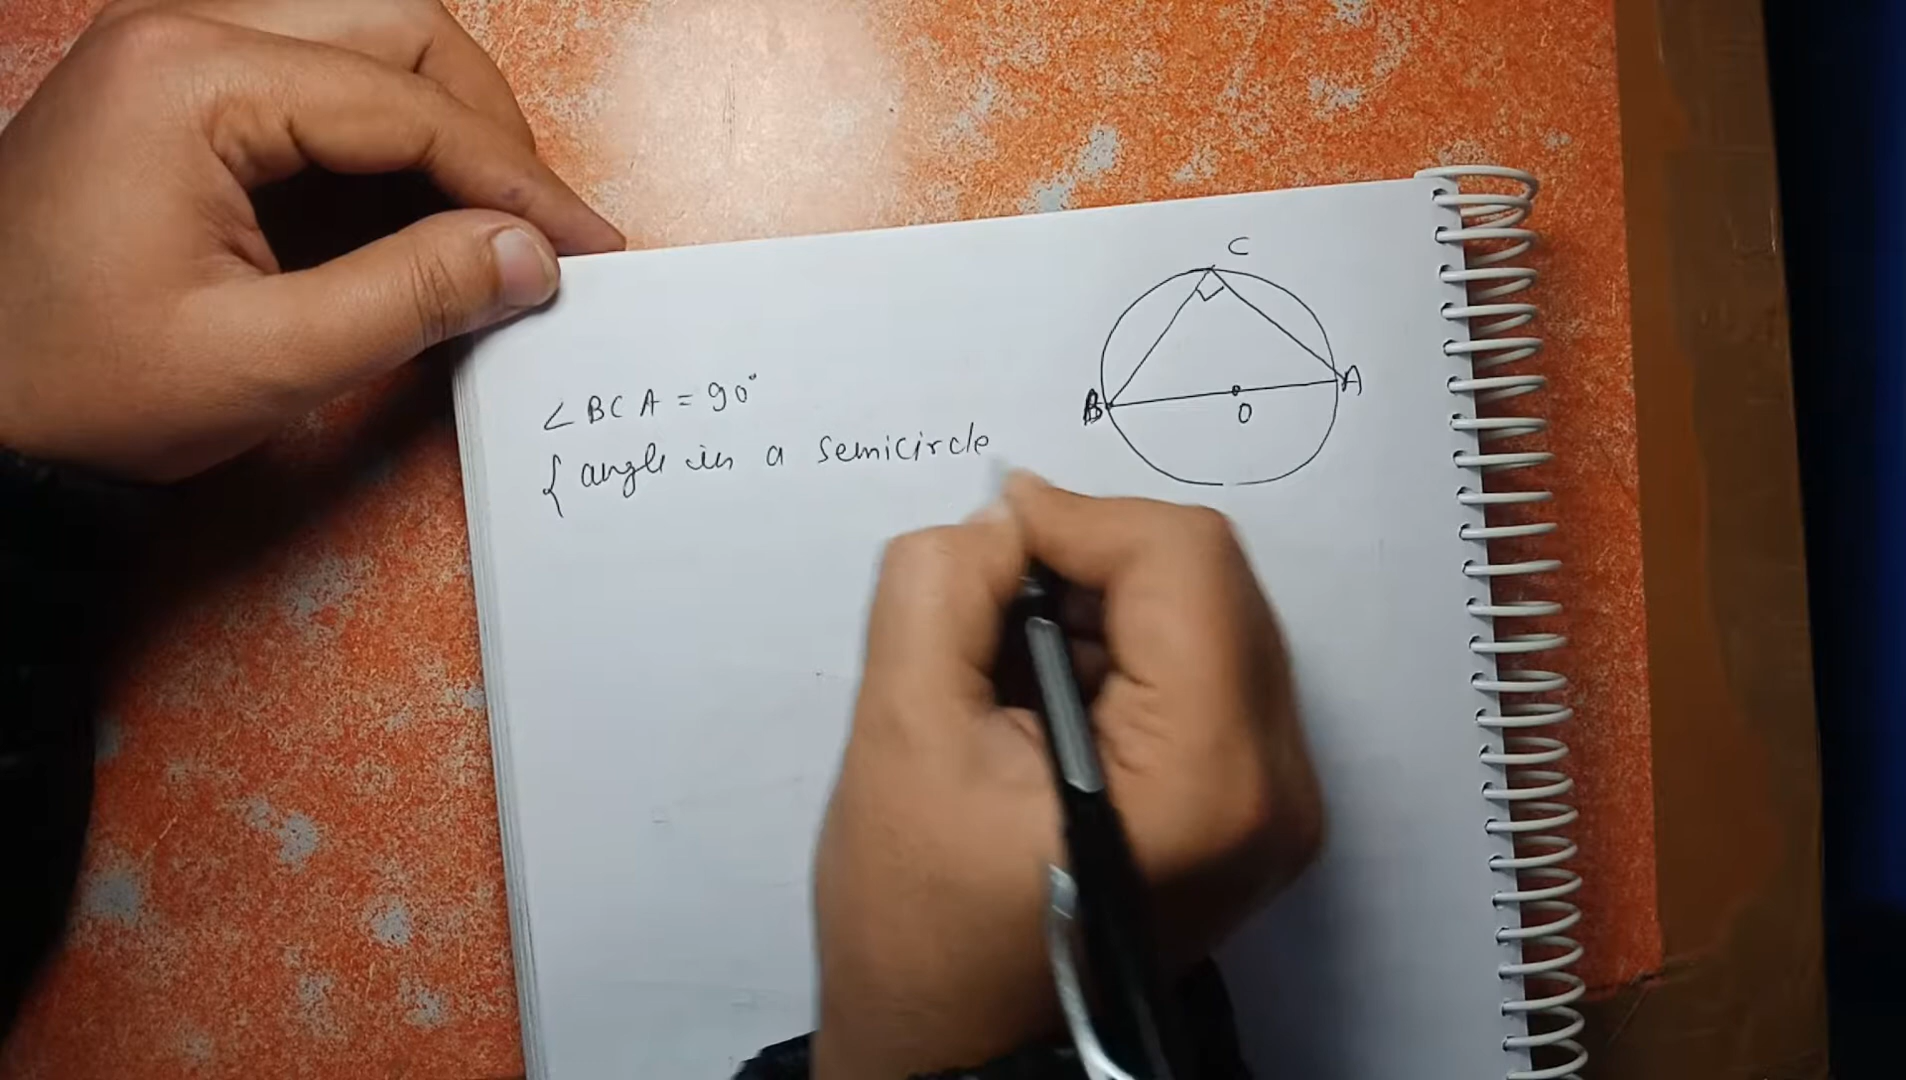 C
∠BCA = 90°
B
A
O
{ angle in a semicircle